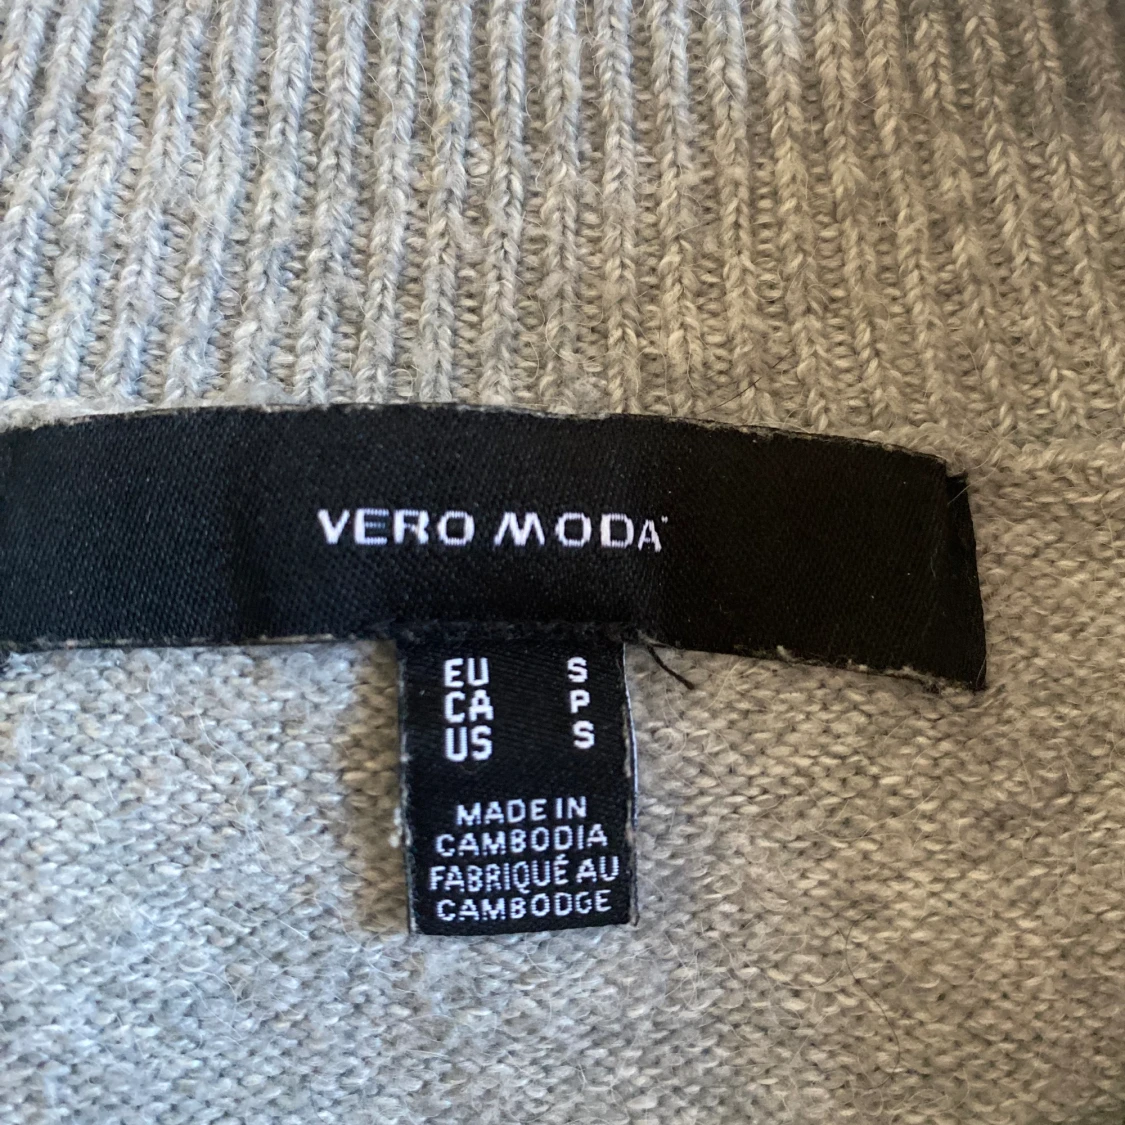 VERO MODA
EU S
CA P
US S
MADE IN
CAMBODIA
FABRIQUÉ AU
CAMBODGE